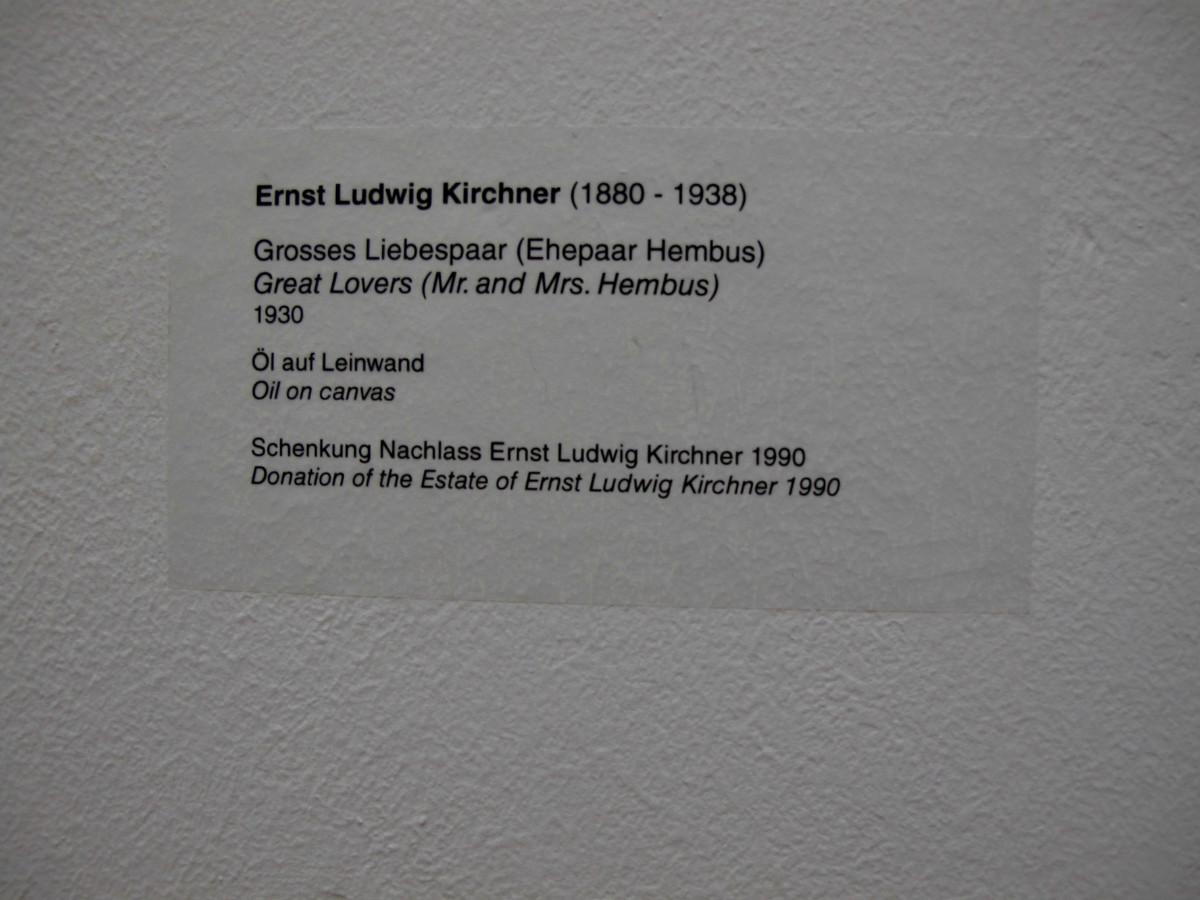 Ernst Ludwig Kirchner (1880 - 1938)
Grosses Liebespaar (Ehepaar Hembus)
Great Lovers (Mr. and Mrs. Hembus)
1930
Öl auf Leinwand
Oil on canvas
Schenkung Nachlass Ernst Ludwig Kirchner 1990
Donation of the Estate of Ernst Ludwig Kirchner 1990